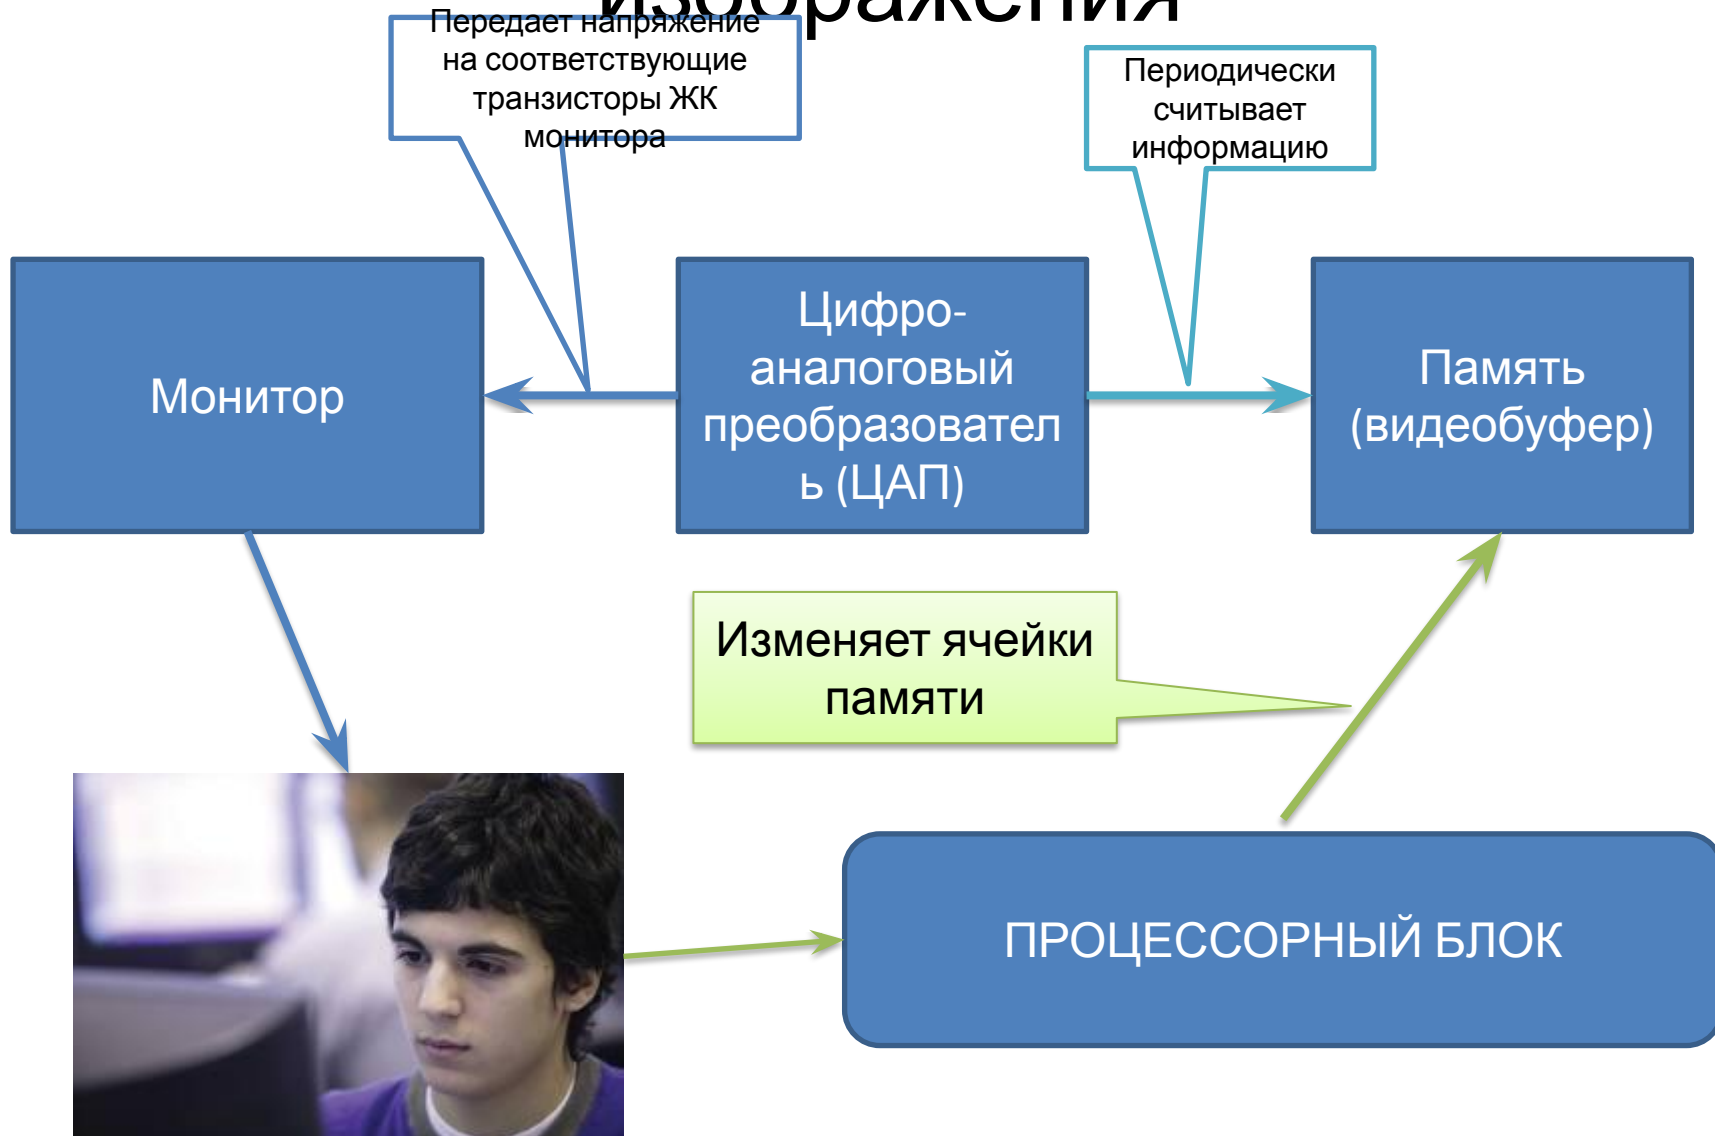 изображения
Передает напряжение
на соответствующие
транзисторы ЖК
монитора
Периодически
считывает
информацию
Монитор
Цифро-
аналоговый
преобразовател
ь (ЦАП)
Память
(видеобуфер)
Изменяет ячейки
памяти
ПРОЦЕССОРНЫЙ БЛОК